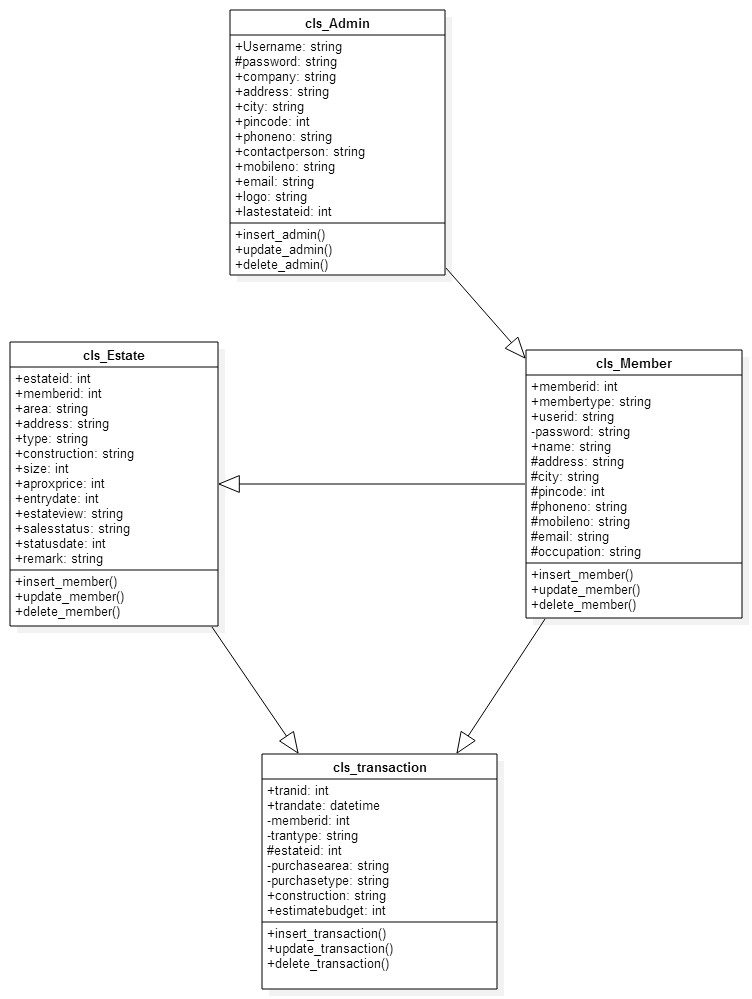 cls_Admin
+Username: string
#password: string
+company: string
+address: string
+city: string
+pincode: int
+phoneno: string
+contactperson: string
+mobileno: string
+email: string
+logo: string
+lastestateid: int
+insert_admin()
+update_admin()
+delete_admin()
cls_Estate
+estateid: int
+memberid: int
+area: string
+address: string
+type: string
+construction: string
+size: int
+aproxprice: int
+entrydate: int
+estateview: string
+salesstatus: string
+statusdate: int
+remark: string
+insert_member()
+update_member()
+delete_member()
cls_Member
+memberid: int
+membertype: string
+userid: string
-password: string
+name: string
#address: string
#city: string
#pincode: int
#phoneno: string
#mobileno: string
#email: string
#occupation: string
+insert_member()
+update_member()
+delete_member()
cls_transaction
+tranid: int
+trandate: datetime
-memberid: int
-trantype: string
#estateid: int
-purchasearea: string
-purchasetype: string
+construction: string
+estimatebudget: int
+insert_transaction()
+update_transaction()
+delete_transaction()